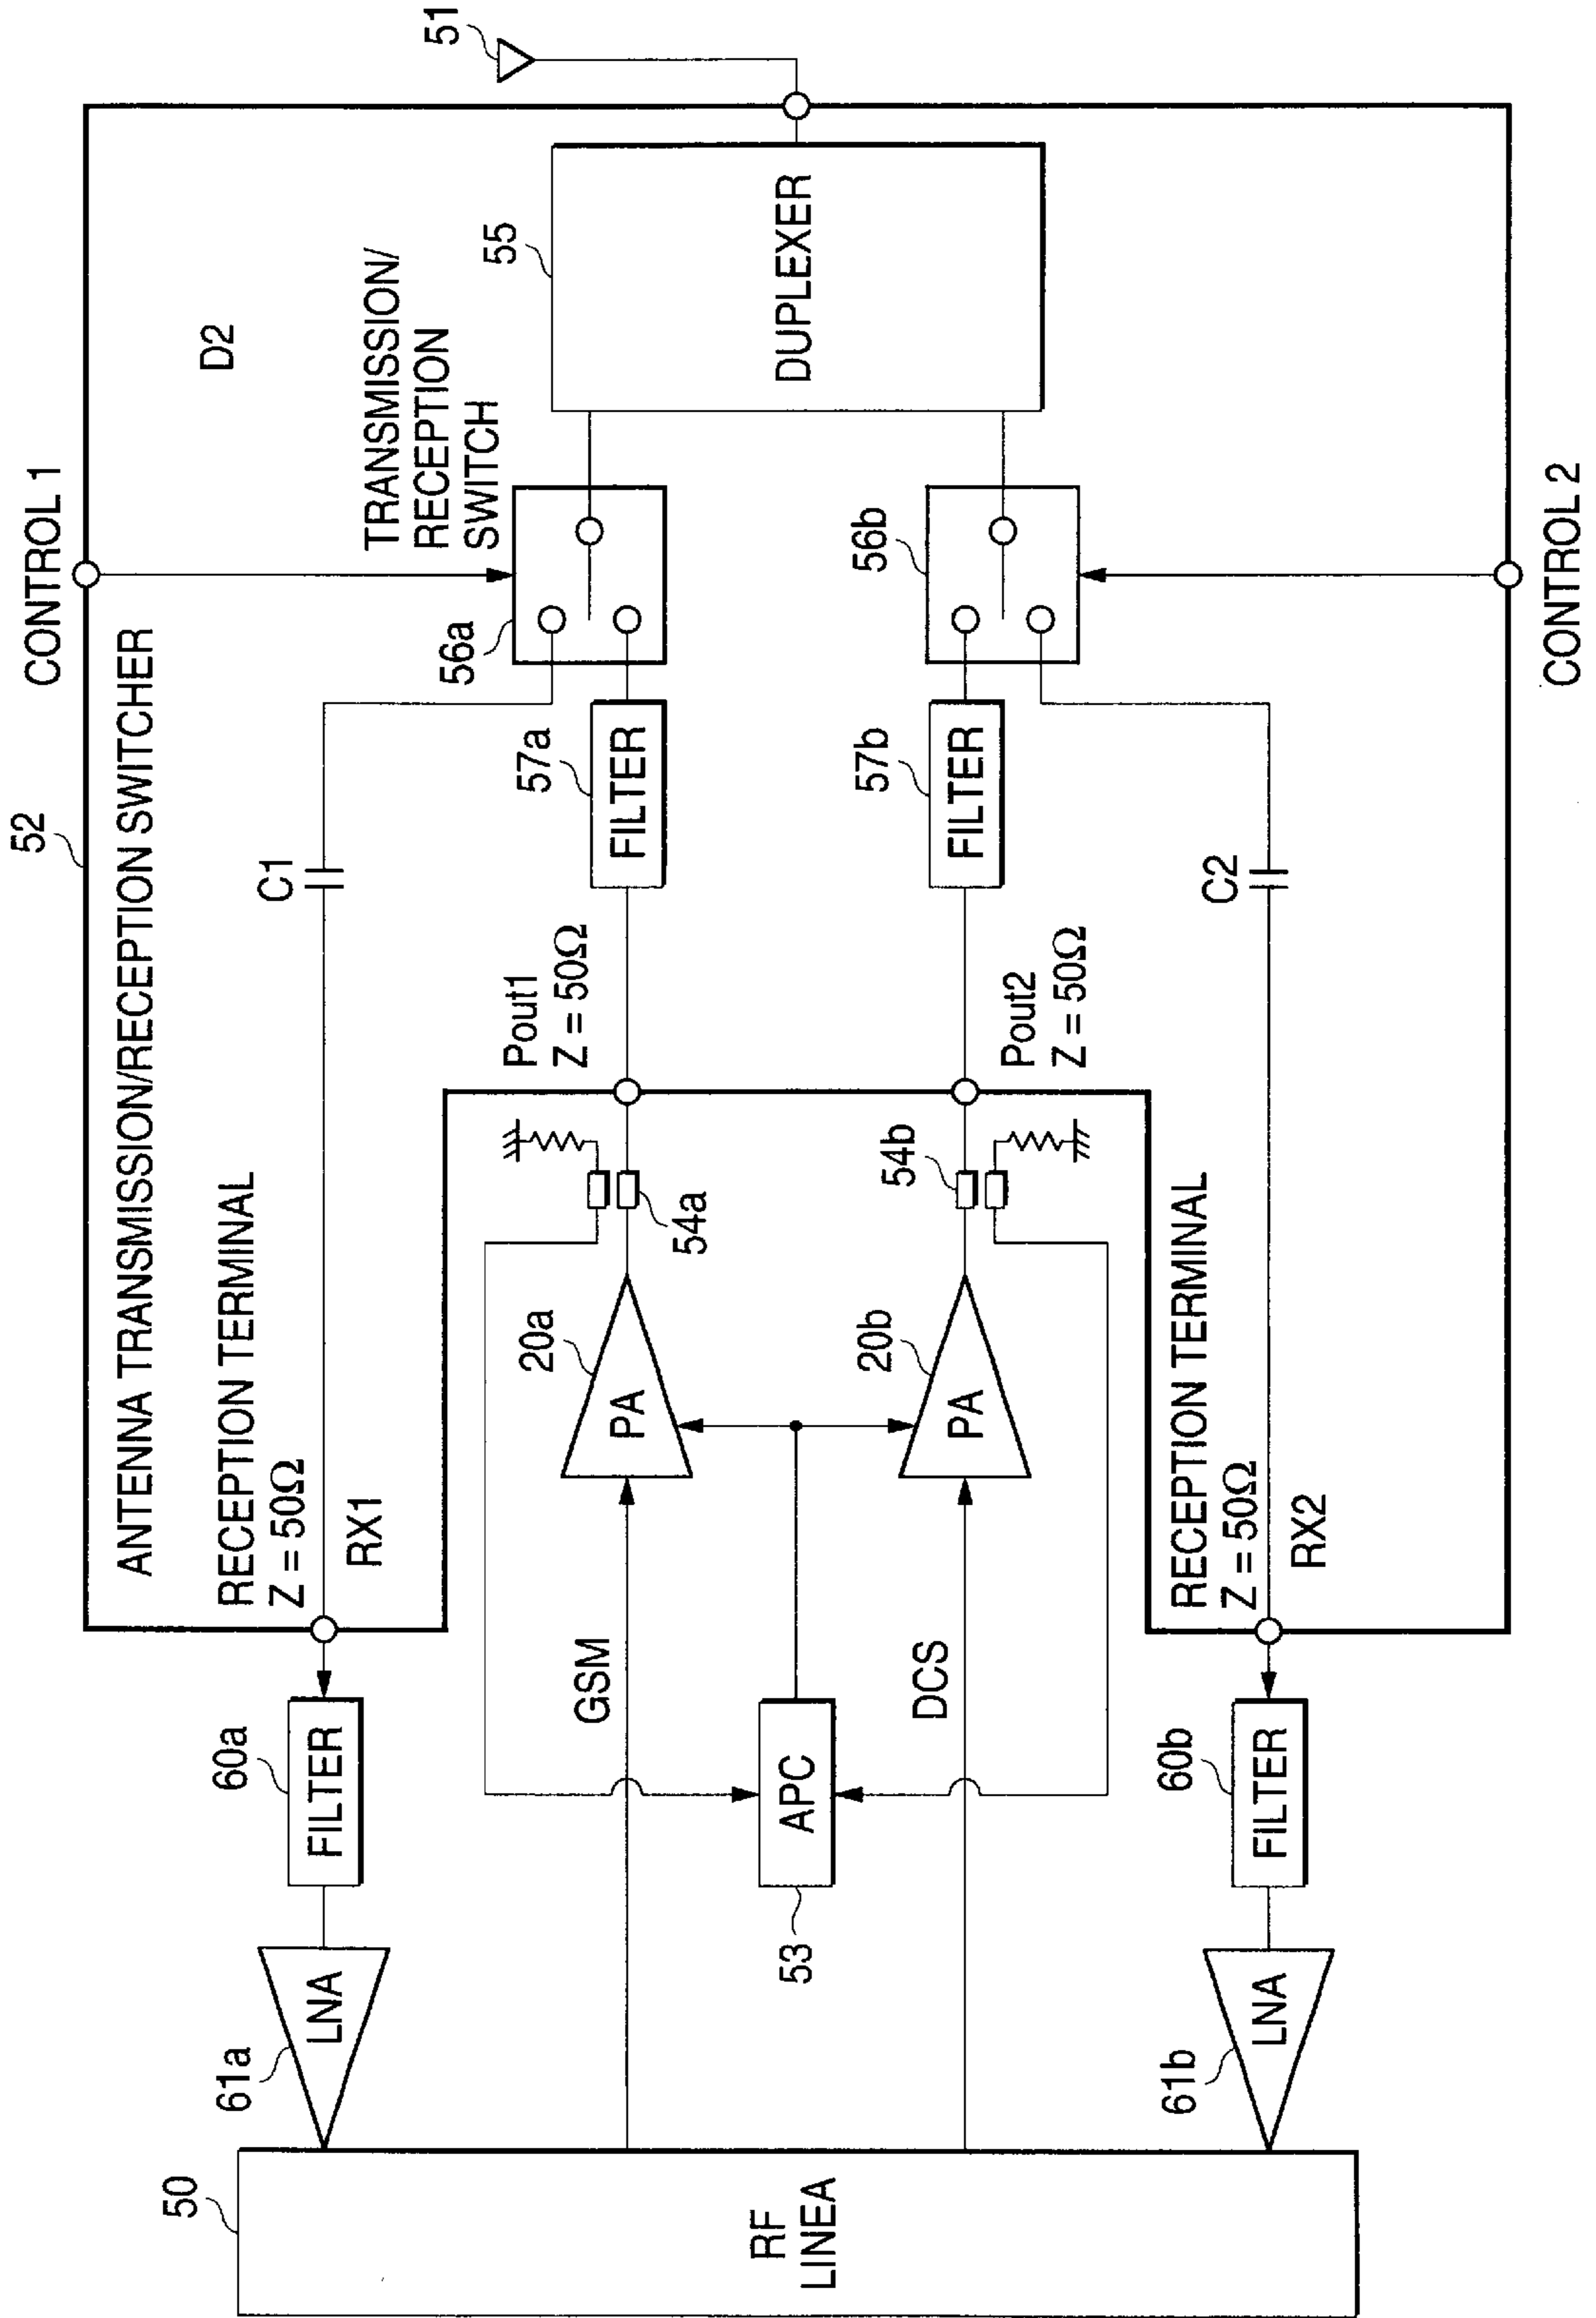 CONTROL 1
52
ANTENNA TRANSMISSION/RECEPTION SWITCHER
D2
51
TRANSMISSION/
RECEPTION
SWITCH
55
DUPLEXER
56a
56b
C1
57a
FILTER
57b
FILTER
C2
Pout1
Z = 50Ω
Pout2
Z = 50Ω
RECEPTION TERMINAL
Z = 50Ω
RX1
54a
54b
20a
PA
20b
PA
RECEPTION TERMINAL
Z = 50Ω
RX2
GSM
DCS
60a
FILTER
APC
53
60b
FILTER
61a
LNA
61b
LNA
50
RF
LINEA
CONTROL 2